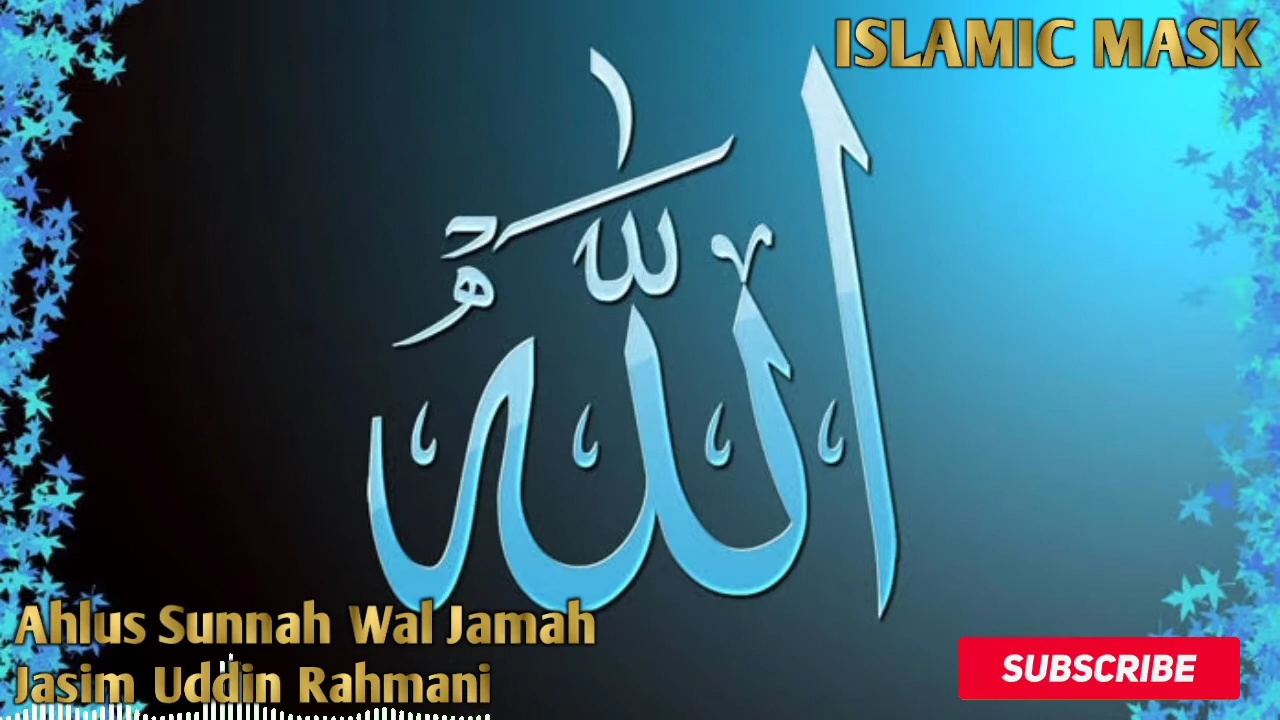 ISLAMIC MASK
الله
Ahlus Sunnah Wal Jamah
Jasim Uddin Rahmani
SUBSCRIBE